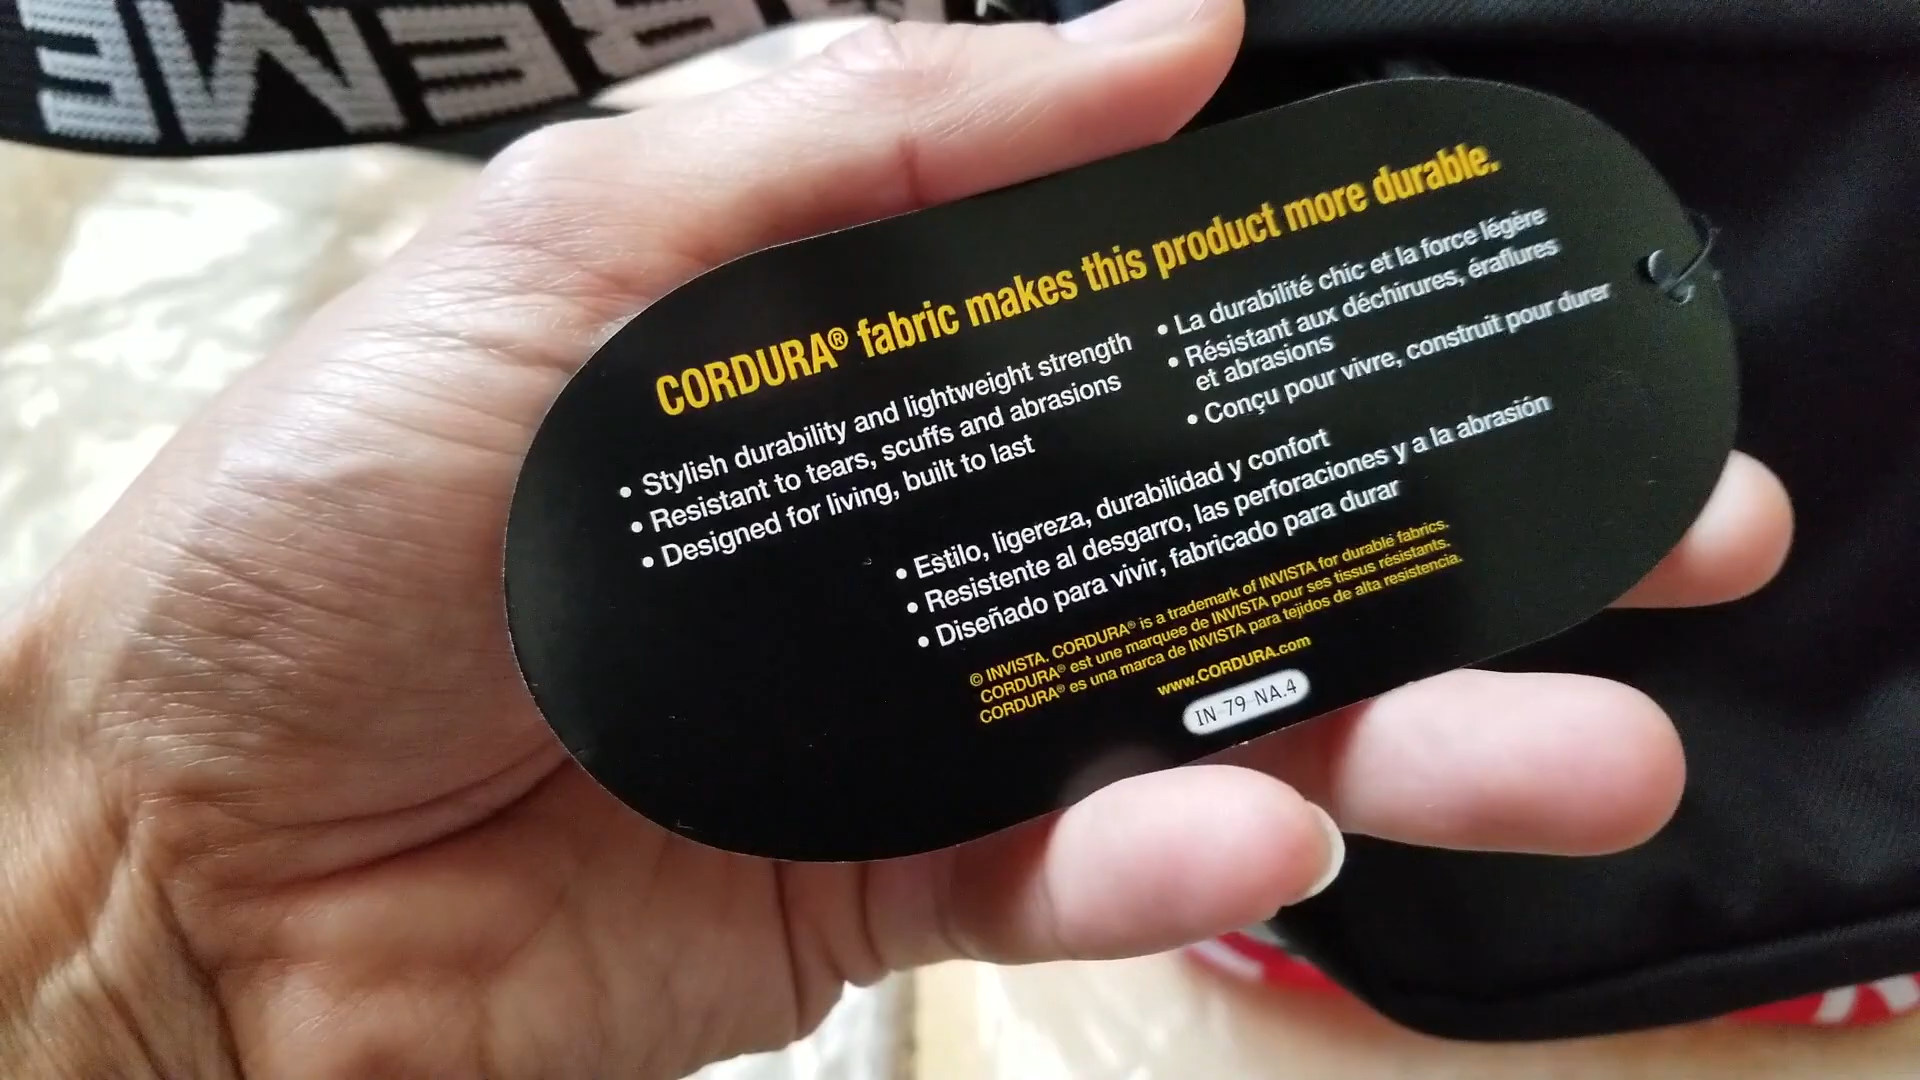 REME
CORDURA® fabric makes this product more durable.
• Stylish durability and lightweight strength
• Resistant to tears, scuffs and abrasions
• Designed for living, built to last
• La durabilité chic et la force légère
• Résistant aux déchirures, éraflures
et abrasions
• Conçu pour vivre, construit pour durer
• Estilo, ligereza, durabilidad y confort
• Resistente al desgarro, las perforaciones y a la abrasión
• Diseñado para vivir, fabricado para durar
© INVISTA. CORDURA® is a trademark of INVISTA for durable fabrics.
CORDURA® est une marquee de INVISTA pour ses tissus résistants.
CORDURA® es una marca de INVISTA para tejidos de alta resistencia.
www.CORDURA.com
IN 79 NA.4